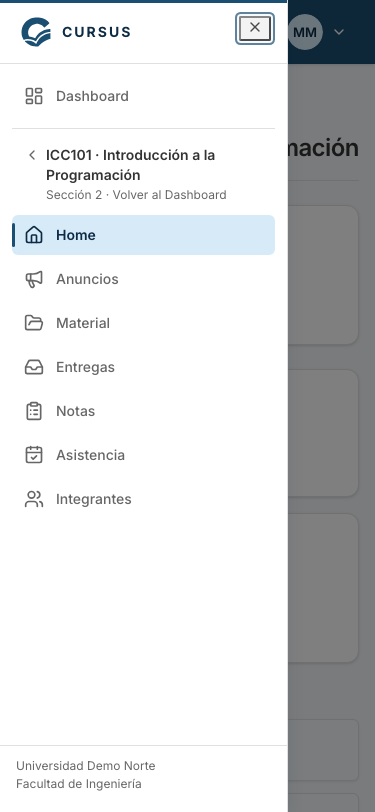 CURSUS
MM
Dashboard
mación
ICC101 · Introducción a la
Programación
Sección 2 · Volver al Dashboard
Home
Anuncios
Material
Entregas
Notas
Asistencia
Integrantes
Universidad Demo Norte
Facultad de Ingeniería